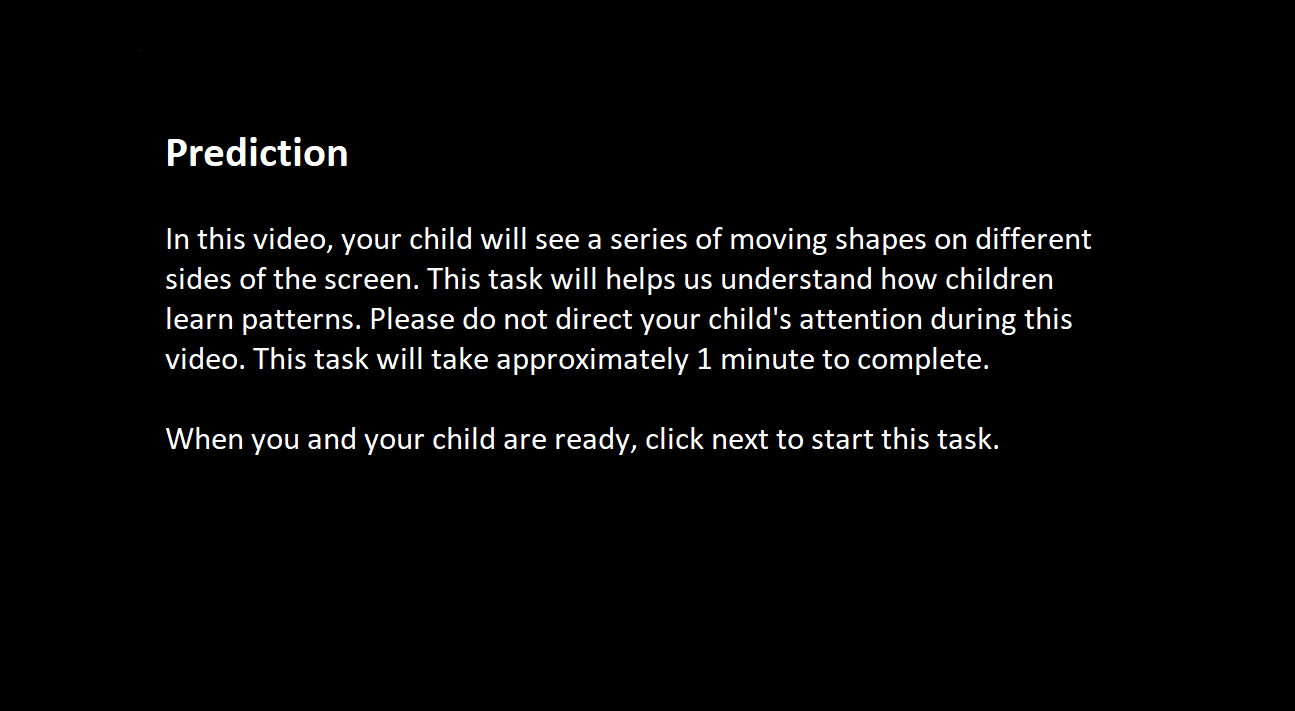 Prediction
In this video, your child will see a series of moving shapes on different
sides of the screen. This task will helps us understand how children
learn patterns. Please do not direct your child's attention during this
video. This task will take approximately 1 minute to complete.
When you and your child are ready, click next to start this task.